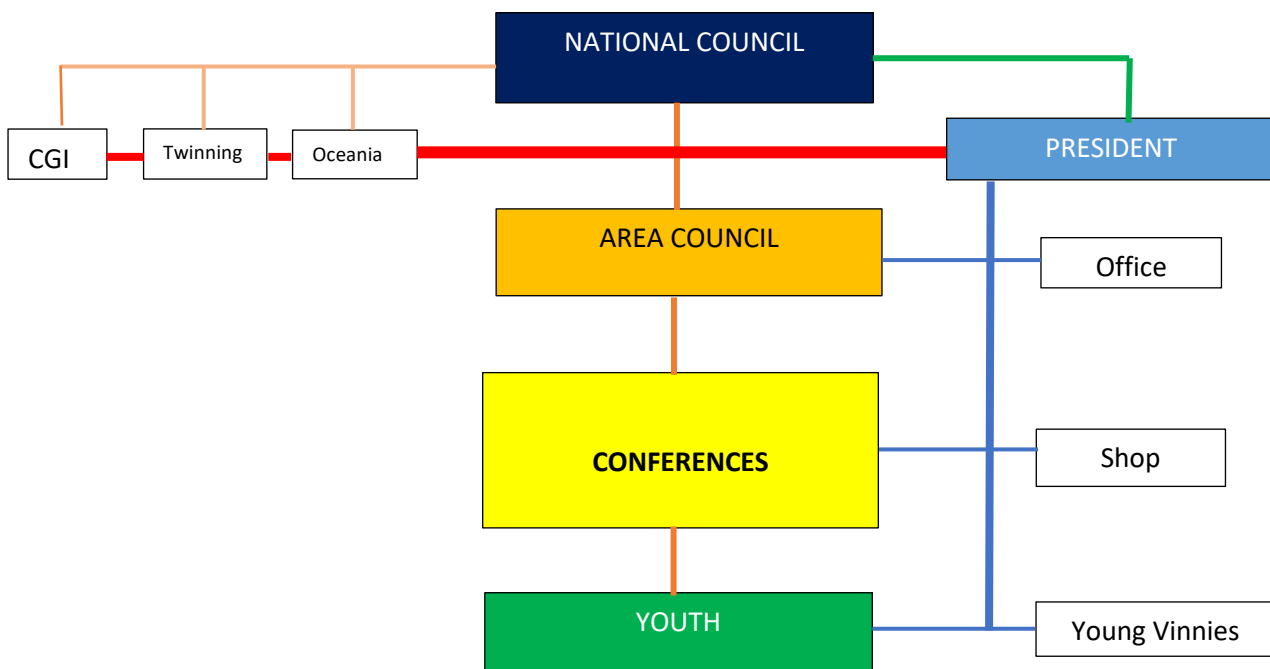 NATIONAL COUNCIL
CGI
Twinning
Oceania
PRESIDENT
AREA COUNCIL
Office
CONFERENCES
Shop
YOUTH
Young Vinnies